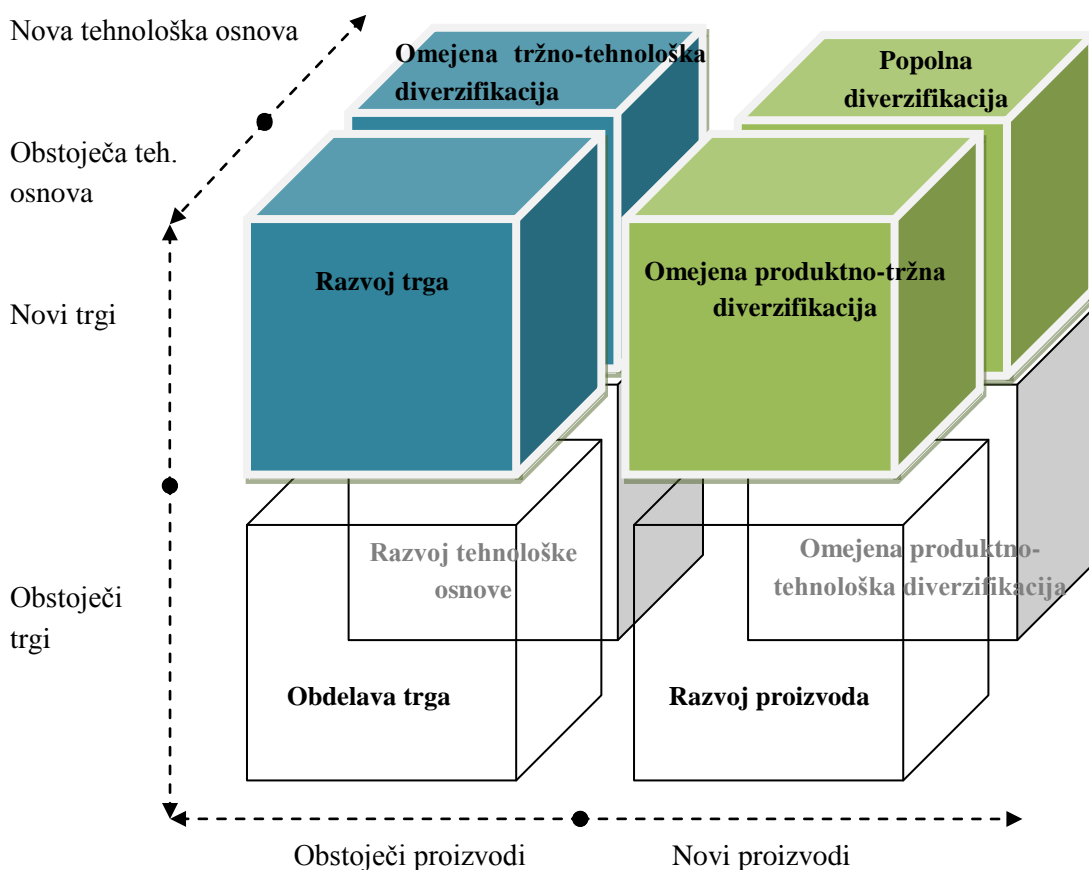 Nova tehnološka osnova
Omejena tržno-tehnološka
diverzifikacija
Popolna
diverzifikacija
Obstoječa teh.
osnova
Razvoj trga
Omejena produktno-tržna
diverzifikacija
Novi trgi
Razvoj tehnološke
osnove
Omejena produktno-
tehnološka diverzifikacija
Obstoječi
trgi
Obdelava trga
Razvoj proizvoda
Obstoječi proizvodi
Novi proizvodi